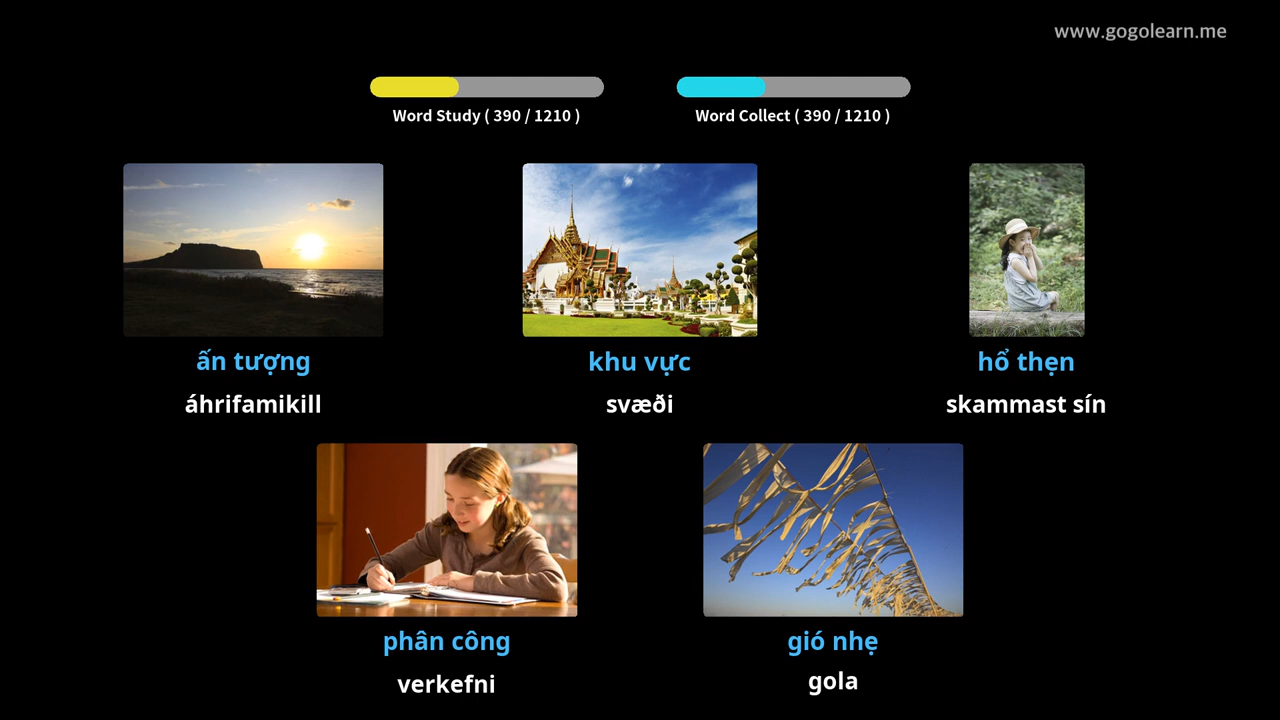 www.gogolearn.me
Word Study ( 390 / 1210 )
Word Collect ( 390 / 1210 )
ấn tượng
áhrifamikill
khu vực
svæði
hổ thẹn
skammast sín
phân công
verkefni
gió nhẹ
gola